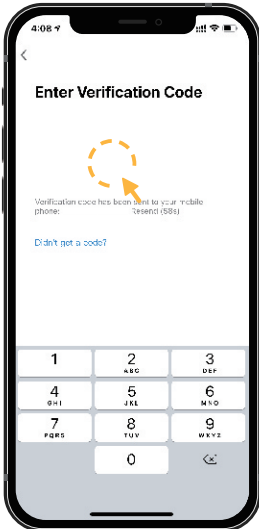 4:08
Enter Verification Code
Verification code has been sent to your mobile
phone: Resend (58s)
Didn't get a code?
1 2 3
ABC DEF
4 5 6
GHI JKL MNO
7 8 9
PQRS TUV WXYZ
0